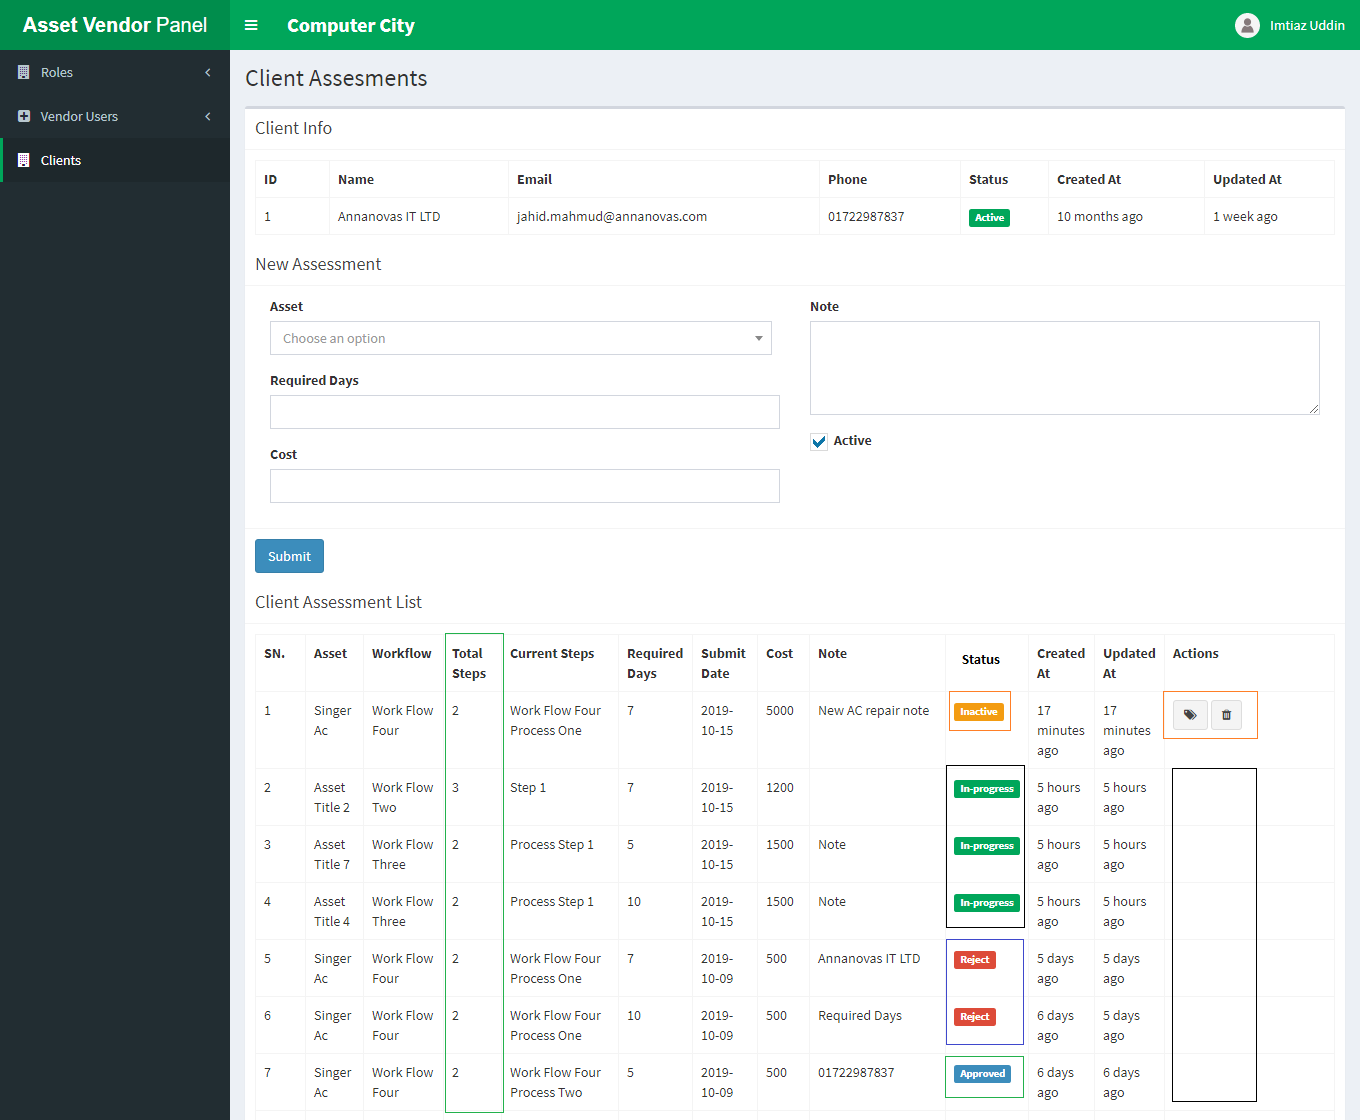 Asset Vendor Panel
Computer City
Imtiaz Uddin
Roles
Vendor Users
Clients
Client Assesments
Client Info
ID Name Email Phone Status Created At Updated At
1 Annanovas IT LTD jahid.mahmud@annanovas.com 01722987837 Active 10 months ago 1 week ago
New Assessment
Asset Note
Choose an option
Required Days
Active
Cost
Submit
Client Assessment List
SN. Asset Workflow Total Current Steps Required Submit Cost Note Status Created Updated Actions
Steps Days Date At At
1 Singer Work Flow 2 Work Flow Four 7 2019- 5000 New AC repair note Inactive 17 17
Ac Four Process One 10-15 minutes minutes
ago ago
2 Asset Work Flow 3 Step 1 7 2019- 1200 In-progress 5 hours 5 hours
Title 2 Two 10-15 ago ago
3 Asset Work Flow 2 Process Step 1 5 2019- 1500 Note In-progress 5 hours 5 hours
Title 7 Three 10-15 ago ago
4 Asset Work Flow 2 Process Step 1 10 2019- 1500 Note In-progress 5 hours 5 hours
Title 4 Three 10-15 ago ago
5 Singer Work Flow 2 Work Flow Four 7 2019- 500 Annanovas IT LTD Reject 5 days 5 days
Ac Four Process One 10-09 ago ago
6 Singer Work Flow 2 Work Flow Four 10 2019- 500 Required Days Reject 6 days 5 days
Ac Four Process One 10-09 ago ago
7 Singer Work Flow 2 Work Flow Four 5 2019- 500 01722987837 Approved 6 days 6 days
Ac Four Process Two 10-09 ago ago